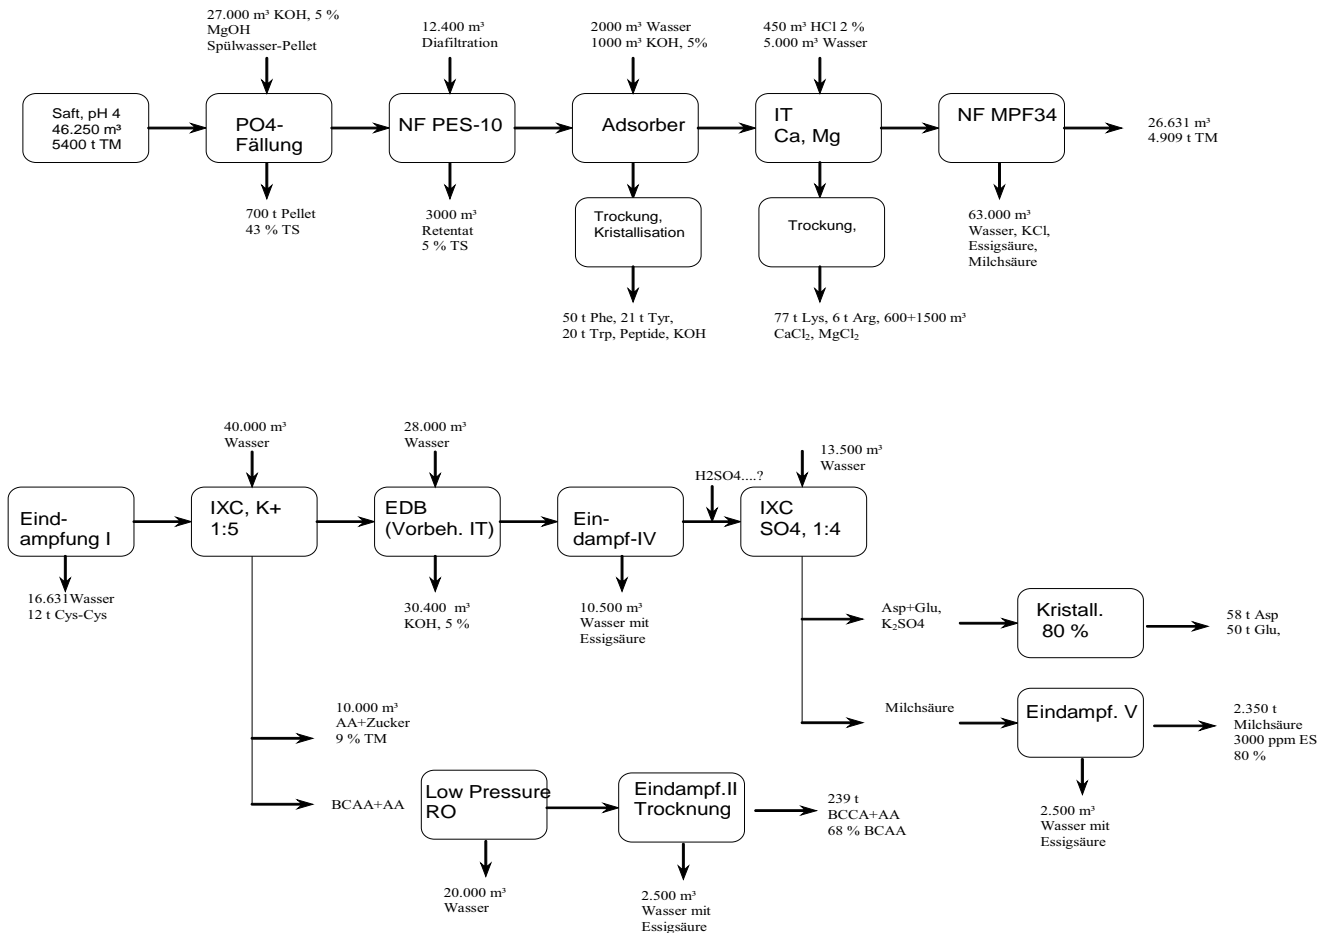 27.000 m³ KOH, 5 %
MgOH
Spülwasser-Pellet
12.400 m³
Diafiltration
2000 m³ Wasser
1000 m³ KOH, 5%
450 m³ HCl 2 %
5.000 m³ Wasser
Saft, pH 4
46.250 m³
5400 t TM
PO4-
Fällung
NF PES-10
Adsorber
IT
Ca, Mg
NF MPF34
26.631 m³
4.909 t TM
700 t Pellet
43 % TS
3000 m³
Retentat
5 % TS
Trockung,
Kristallisation
Trockung,
63.000 m³
Wasser, KCl,
Essigsäure,
Milchsäure
50 t Phe, 21 t Tyr,
20 t Trp, Peptide, KOH
77 t Lys, 6 t Arg, 600+1500 m³
CaCl₂, MgCl₂
40.000 m³
Wasser
28.000 m³
Wasser
13.500 m³
Wasser
H2SO4....?
Eind-
ampfung I
IXC, K+
1:5
EDB
(Vorbeh. IT)
Ein-
dampf-IV
IXC
SO4, 1:4
16.631Wasser
12 t Cys-Cys
30.400 m³
KOH, 5 %
10.500 m³
Wasser mit
Essigsäure
Asp+Glu,
K₂SO4
Kristall.
80 %
58 t Asp
50 t Glu,
10.000 m³
AA+Zucker
9 % TM
Milchsäure
Eindampf. V
2.350 t
Milchsäure
3000 ppm ES
80 %
BCAA+AA
Low Pressure
RO
Eindampf.II
Trocknung
239 t
BCCA+AA
68 % BCAA
2.500 m³
Wasser mit
Essigsäure
20.000 m³
Wasser
2.500 m³
Wasser mit
Essigsäure